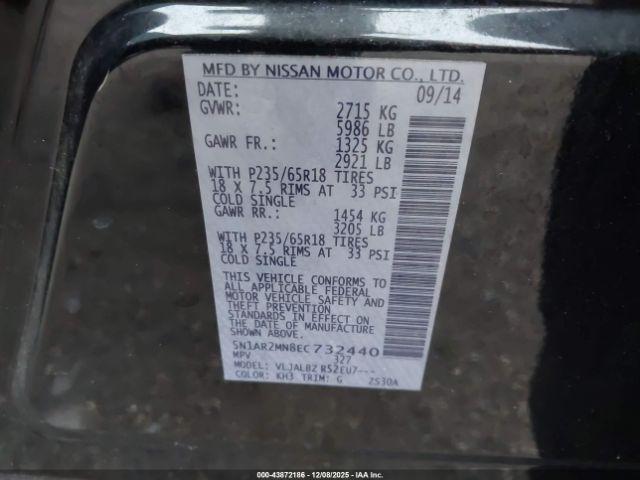 MFD BY NISSAN MOTOR CO., LTD.
DATE: 09/14
GVWR: 2715 KG
5986 LB
GAWR FR.: 1325 KG
2921 LB
WITH P235/65R18 TIRES
18 X 7.5 RIMS AT 33 PSI
COLD SINGLE
GAWR RR.: 1454 KG
3205 LB
WITH P235/65R18 TIRES
18 X 7.5 RIMS AT 33 PSI
COLD SINGLE
THIS VEHICLE CONFORMS TO
ALL APPLICABLE FEDERAL
MOTOR VEHICLE SAFETY AND
THEFT PREVENTION
STANDARDS IN EFFECT ON
THE DATE OF MANUFACTURE
SHOWN ABOVE.
5N1AR2MN8EC732440
MPV 327
MODEL: VLJALBZ R52EU7---
COLOR: KH3 TRIM: G ZS30A
000-43872186 - 12/08/2025 - IAA Inc.